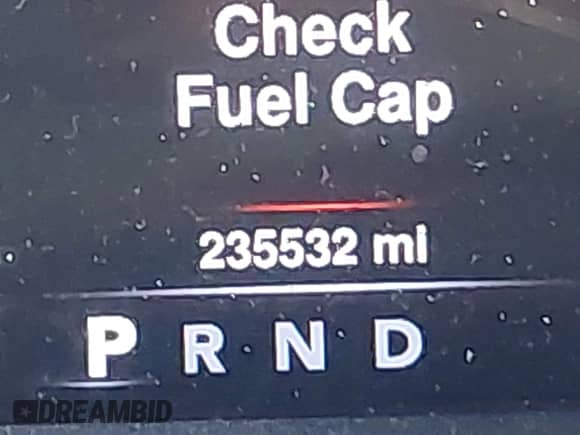 Check
Fuel Cap
235532 mi
P R N D
DREAMBID